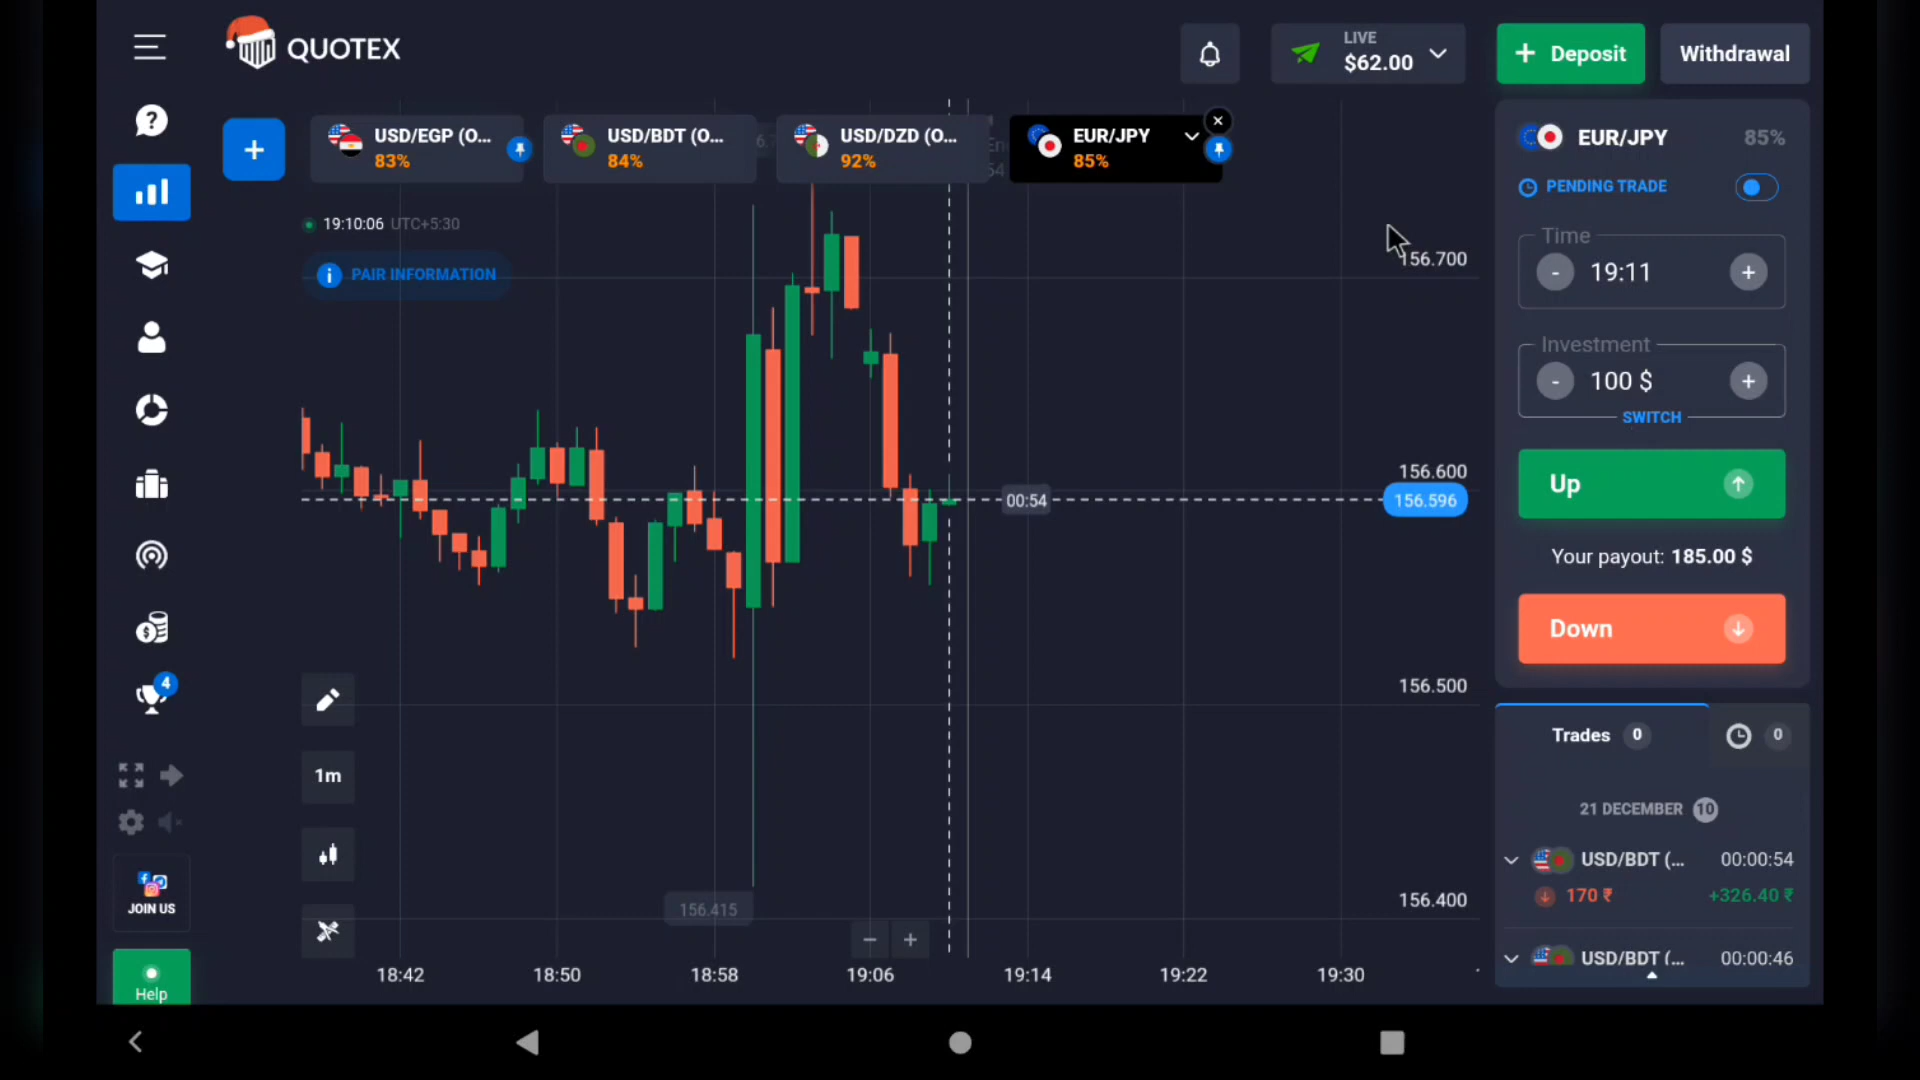 QUOTEX
LIVE
$62.00
Deposit
Withdrawal
USD/EGP (O...
83%
USD/BDT (O...
84%
USD/DZD (O...
92%
EUR/JPY
85%
19:10:06 UTC+5:30
PAIR INFORMATION
EUR/JPY 85%
PENDING TRADE
Time
- 19:11 +
Investment
- 100 $ +
SWITCH
Up
Your payout: 185.00 $
Down
156.700
156.600
156.596
00:54
156.500
156.400
156.415
1m
- +
18:42 18:50 18:58 19:06 19:14 19:22 19:30
Trades 0
0
21 DECEMBER 10
USD/BDT (... 00:00:54
170 ₹ +326.40 ₹
USD/BDT (... 00:00:46
4
JOIN US
Help